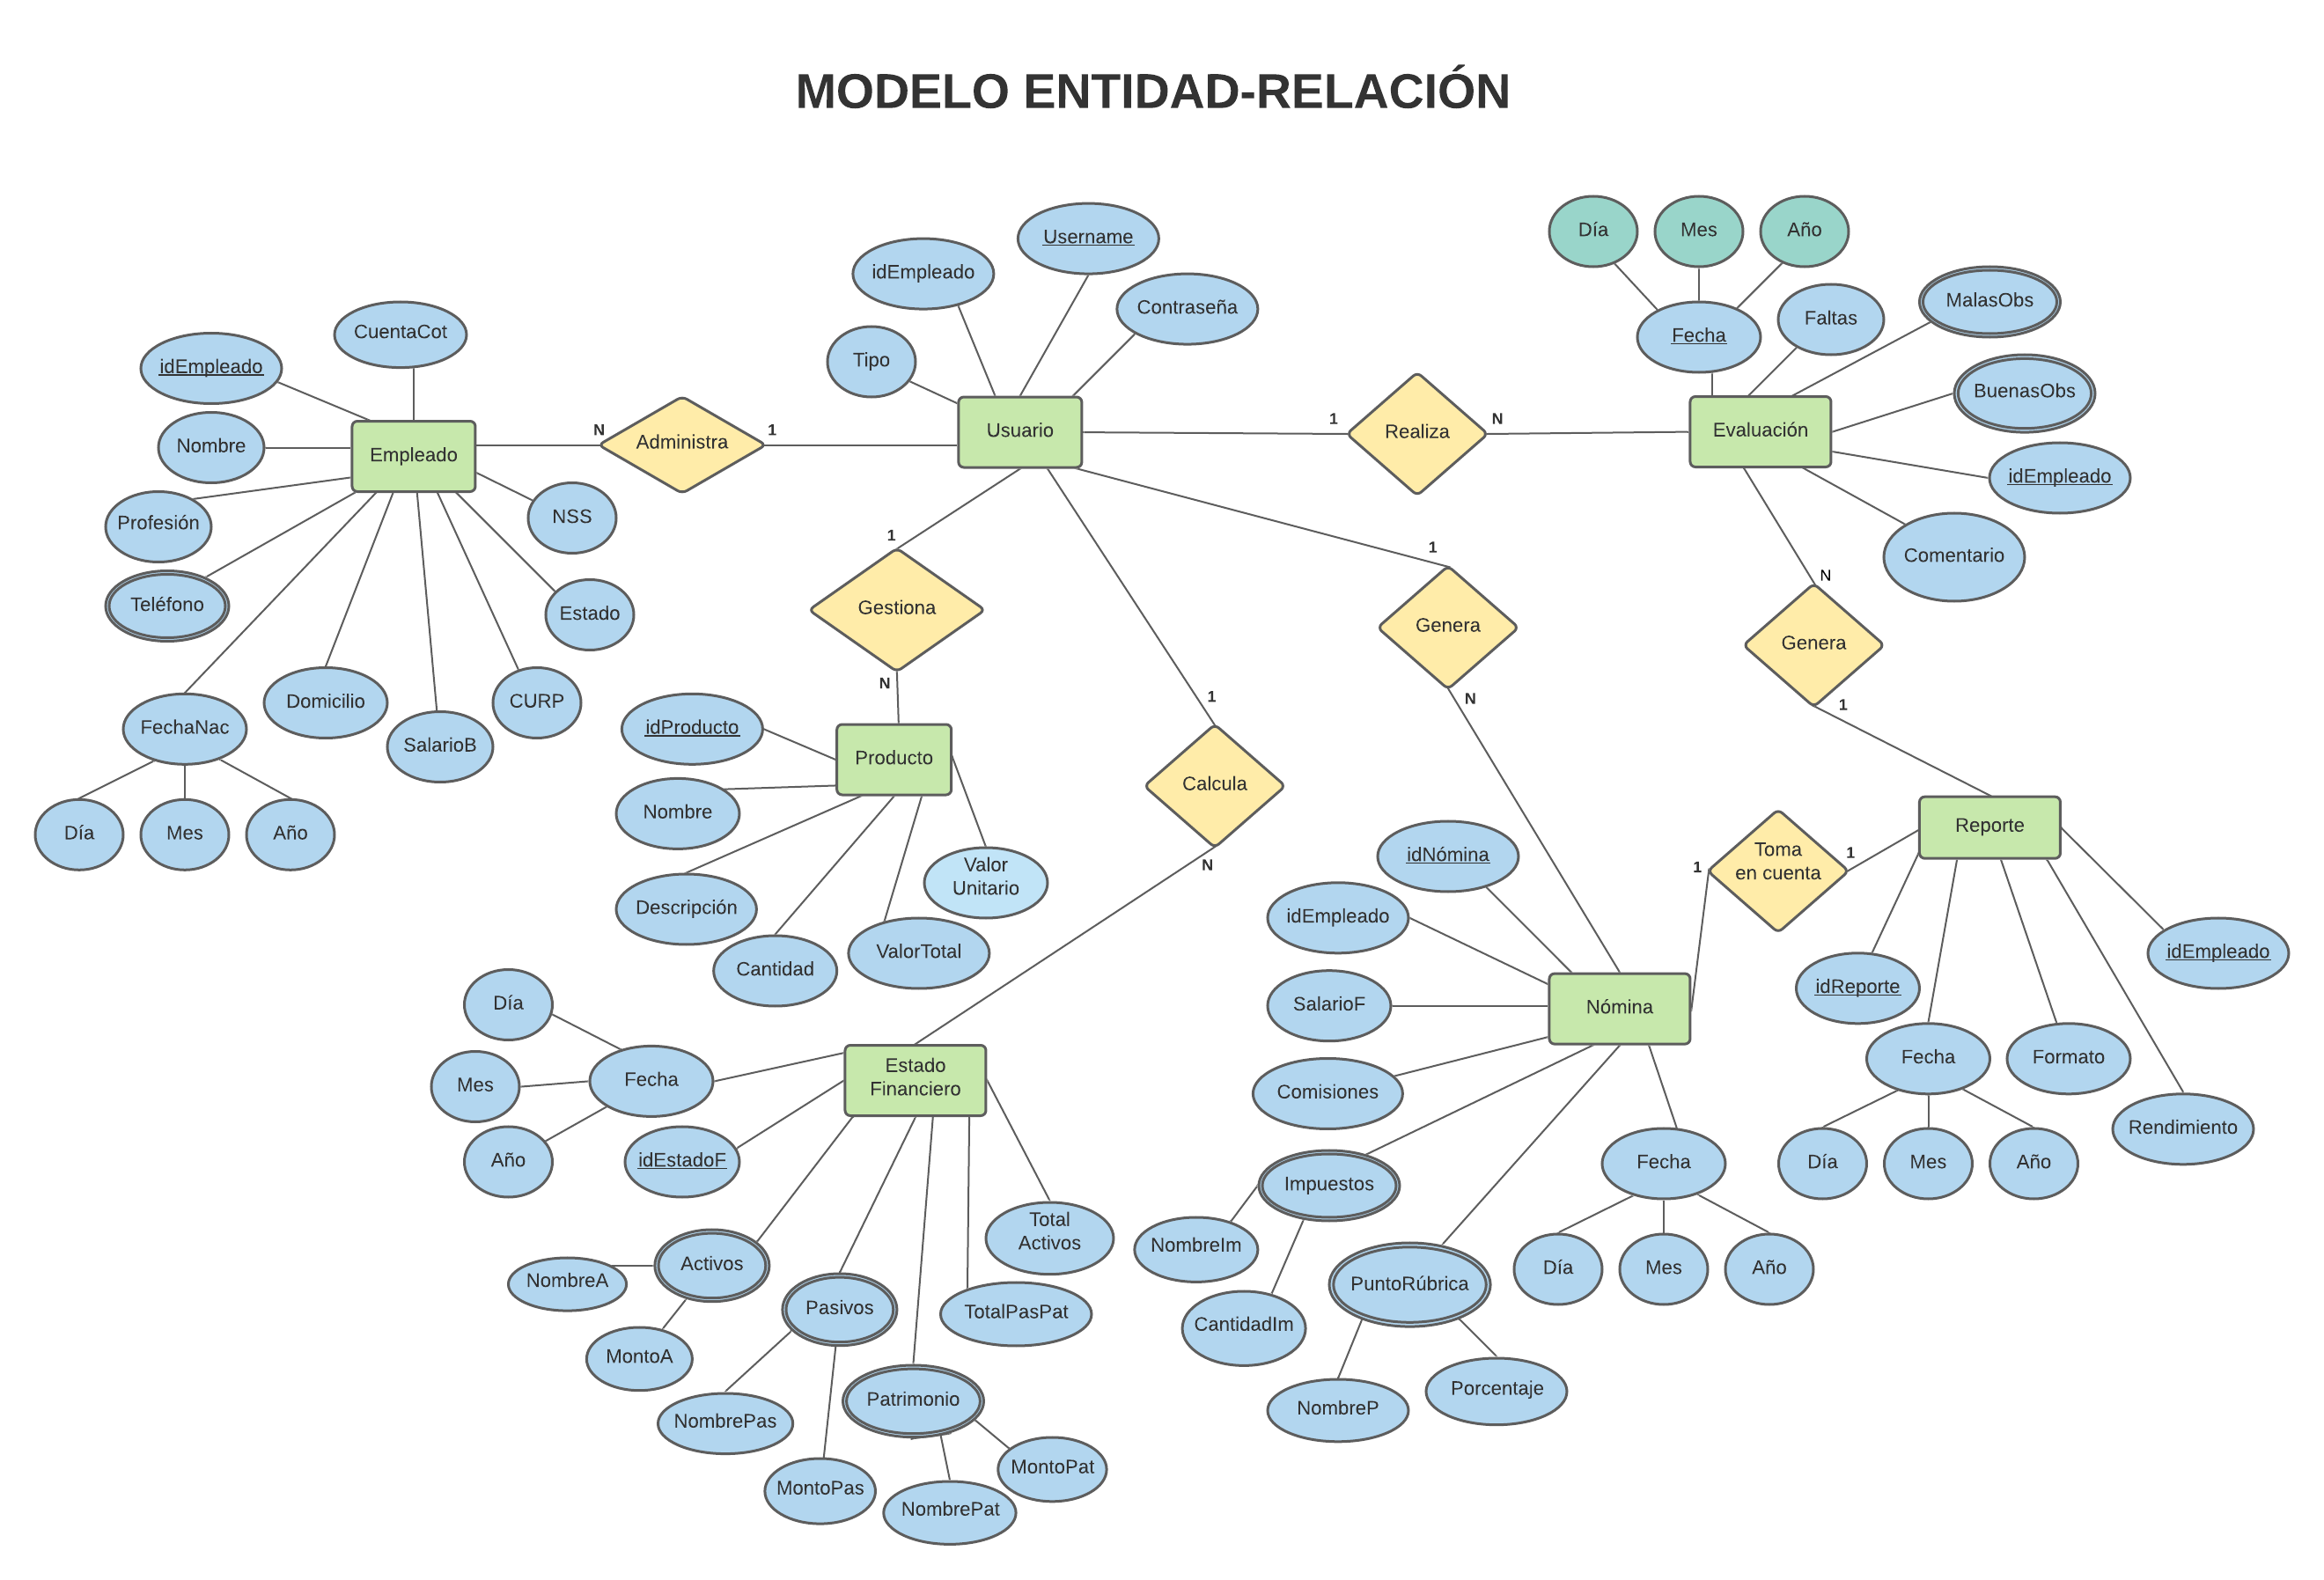 MODELO ENTIDAD-RELACIÓN
Empleado
idEmpleado
CuentaCot
Nombre
Profesión
Teléfono
FechaNac
Día
Mes
Año
Domicilio
SalarioB
CURP
Estado
NSS
N
Administra
1
Usuario
Tipo
idEmpleado
Username
Contraseña
1
Realiza
N
Evaluación
Día
Mes
Año
Fecha
Faltas
MalasObs
BuenasObs
idEmpleado
Comentario
1
Gestiona
N
Producto
idProducto
Nombre
Descripción
Cantidad
ValorTotal
Valor
Unitario
1
Calcula
N
Estado
Financiero
Día
Mes
Año
Fecha
idEstadoF
Activos
NombreA
MontoA
Pasivos
NombrePas
MontoPas
Patrimonio
NombrePat
MontoPat
TotalPasPat
Total
Activos
1
Genera
N
Nómina
idNómina
idEmpleado
SalarioF
Comisiones
Impuestos
NombreIm
CantidadIm
PuntoRúbrica
NombreP
Porcentaje
Fecha
Día
Mes
Año
1
Toma
en cuenta
1
N
Genera
1
Reporte
idReporte
Fecha
Día
Mes
Año
Formato
Rendimiento
idEmpleado